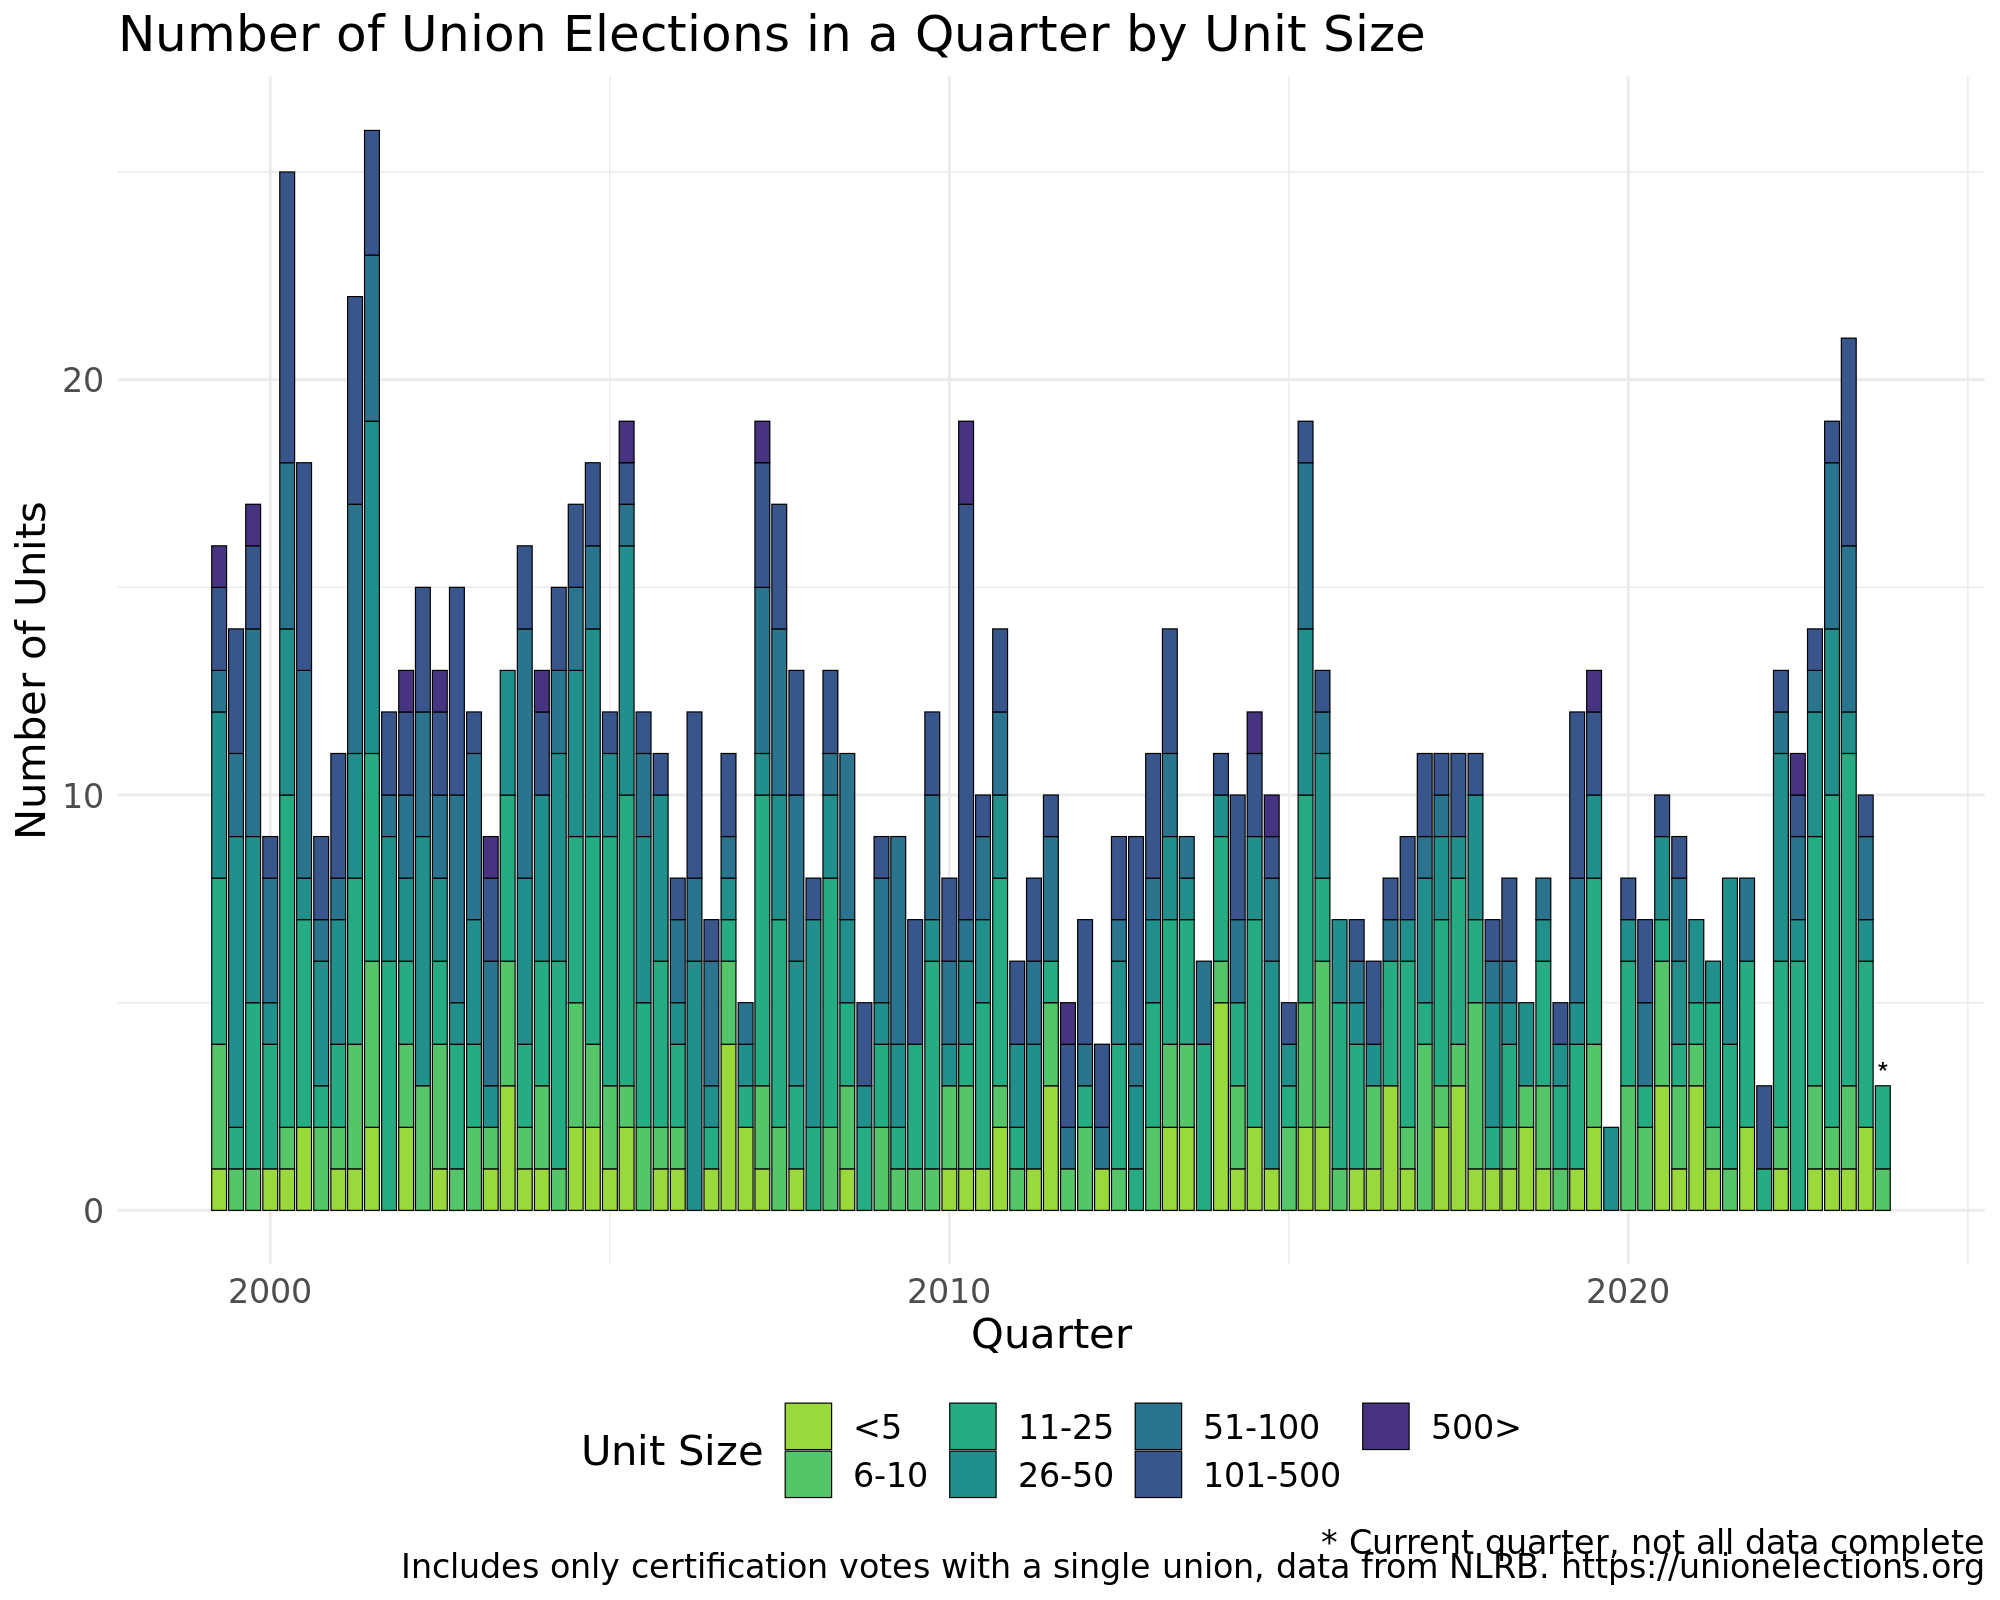 Number of Union Elections in a Quarter by Unit Size
Number of Units
20
10
0
*
2000 2010 2020
Quarter
Unit Size
<5 11-25 51-100 500>
6-10 26-50 101-500
* Current quarter, not all data complete
Includes only certification votes with a single union, data from NLRB. https://unionelections.org